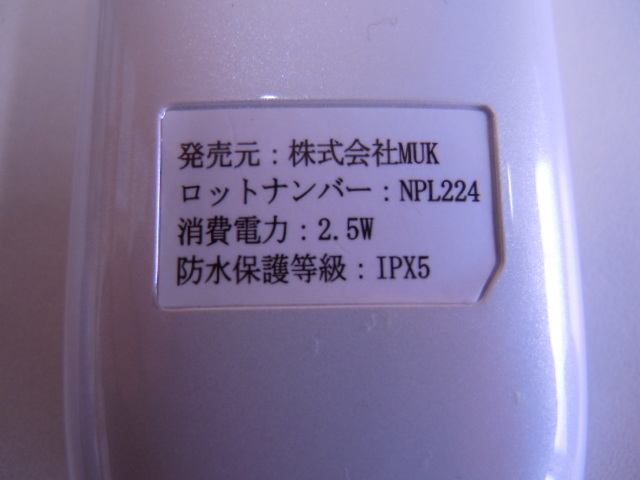 発売元：株式会社MUK
ロットナンバー：NPL224
消費電力：2.5W
防水保護等級：IPX5